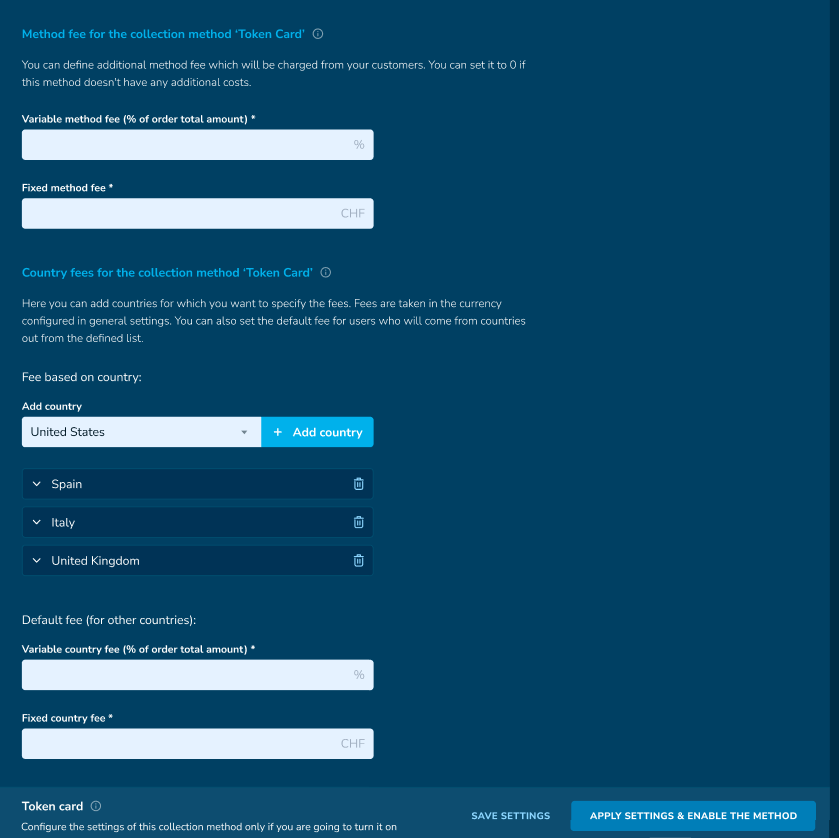 Method fee for the collection method ‘Token Card’
You can define additional method fee which will be charged from your customers. You can set it to 0 if
this method doesn't have any additional costs.
Variable method fee (% of order total amount) *
%
Fixed method fee *
CHF
Country fees for the collection method ‘Token Card’
Here you can add countries for which you want to specify the fees. Fees are taken in the currency
configured in general settings. You can also set the default fee for users who will come from countries
out from the defined list.
Fee based on country:
Add country
United States
+ Add country
Spain
Italy
United Kingdom
Default fee (for other countries):
Variable country fee (% of order total amount) *
%
Fixed country fee *
CHF
Token card
Configure the settings of this collection method only if you are going to turn it on
SAVE SETTINGS
APPLY SETTINGS & ENABLE THE METHOD